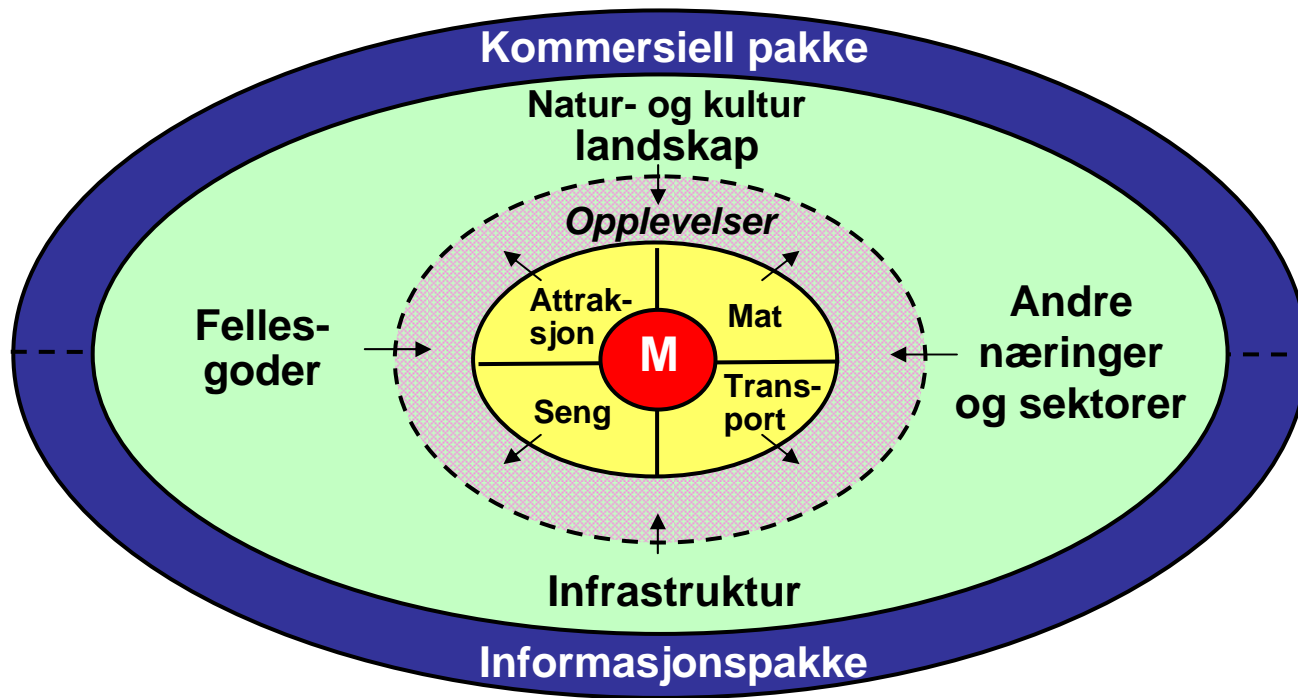 Kommersiell pakke
Natur- og kultur
landskap
Opplevelser
Attrak-
sjon
Mat
M
Seng
Trans-
port
Felles-
goder
Andre
næringer
og sektorer
Infrastruktur
Informasjonspakke